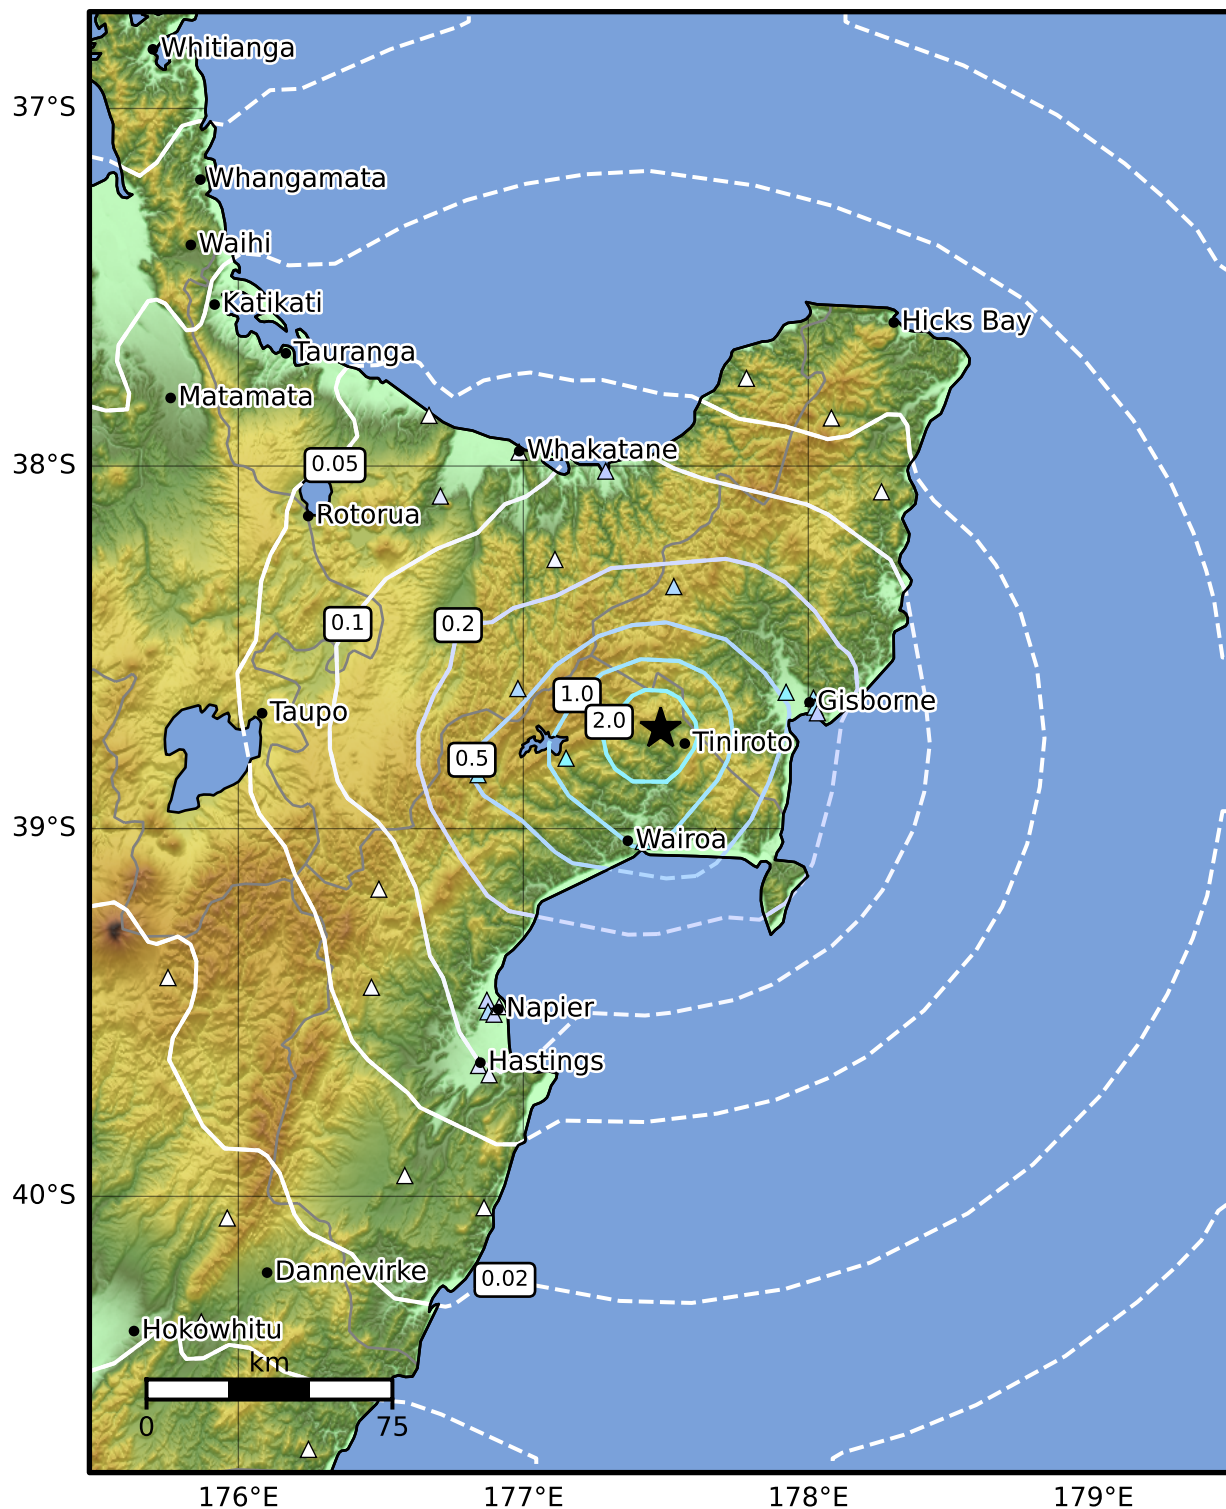 Whitianga
37°S
Whangamata
Waihi
Katikati
Hicks Bay
Tauranga
Matamata
Whakatane
38°S
0.05
Rotorua
0.1
0.2
1.0
Gisborne
Taupo
2.0
Tiniroto
0.5
39°S
Wairoa
Napier
Hastings
40°S
Dannevirke
0.02
Hokowhitu
km
0
75
176°E
177°E
178°E
179°E